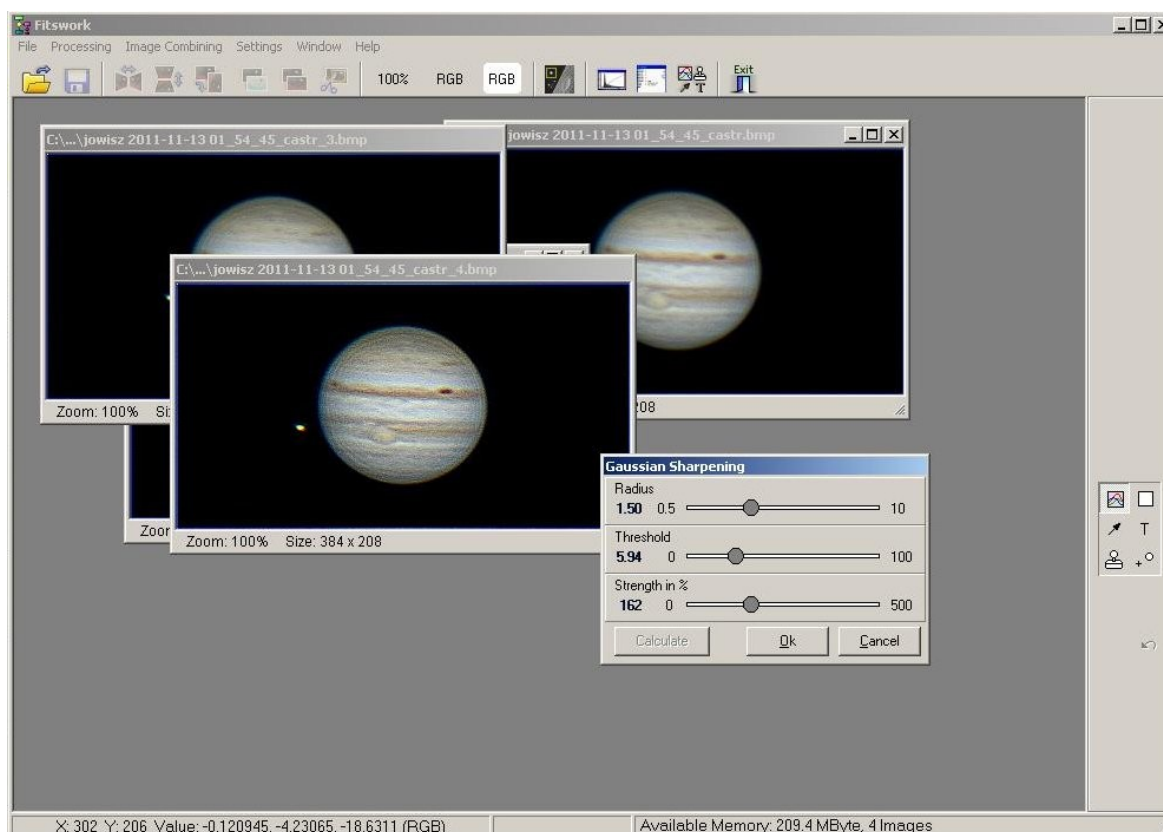 Fitswork
File Processing Image Combining Settings Window Help
100% RGB RGB Exit
C:\...\jowisz 2011-11-13 01_54_45_castr_3.bmp
jowisz 2011-11-13 01_54_45_castr.bmp
C:\...\jowisz 2011-11-13 01_54_45_castr_4.bmp
Zoom: 100%
208
Zoom: 100% Size: 384 x 208
Gaussian Sharpening
Radius
1.50 0.5 10
Threshold
5.94 0 100
Strength in %
162 0 500
Calculate Ok Cancel
T
X: 302 Y: 206 Value: -0.120945, -4.23065, -18.6311 (RGB) Available Memory: 209.4 MByte, 4 Images